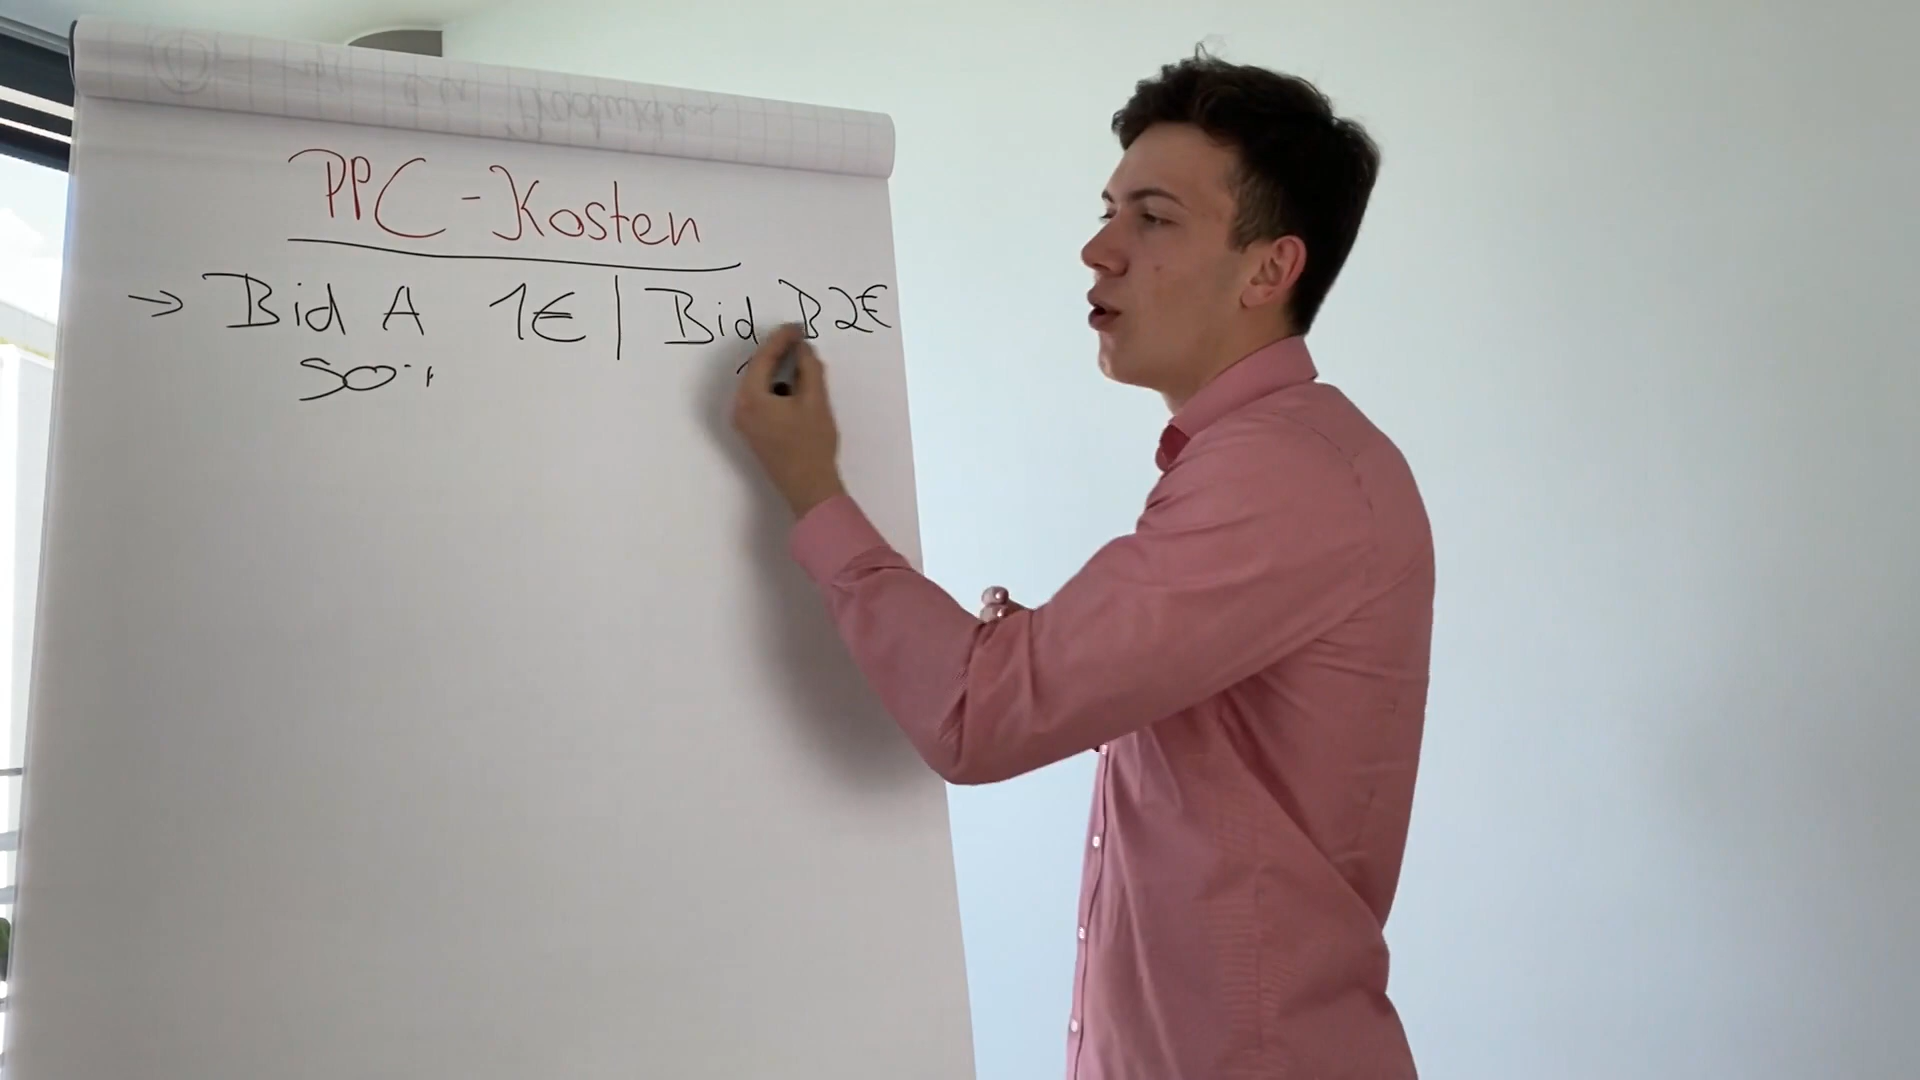 PPC-Kosten
→ Bid A 1€ | Bid B 2€